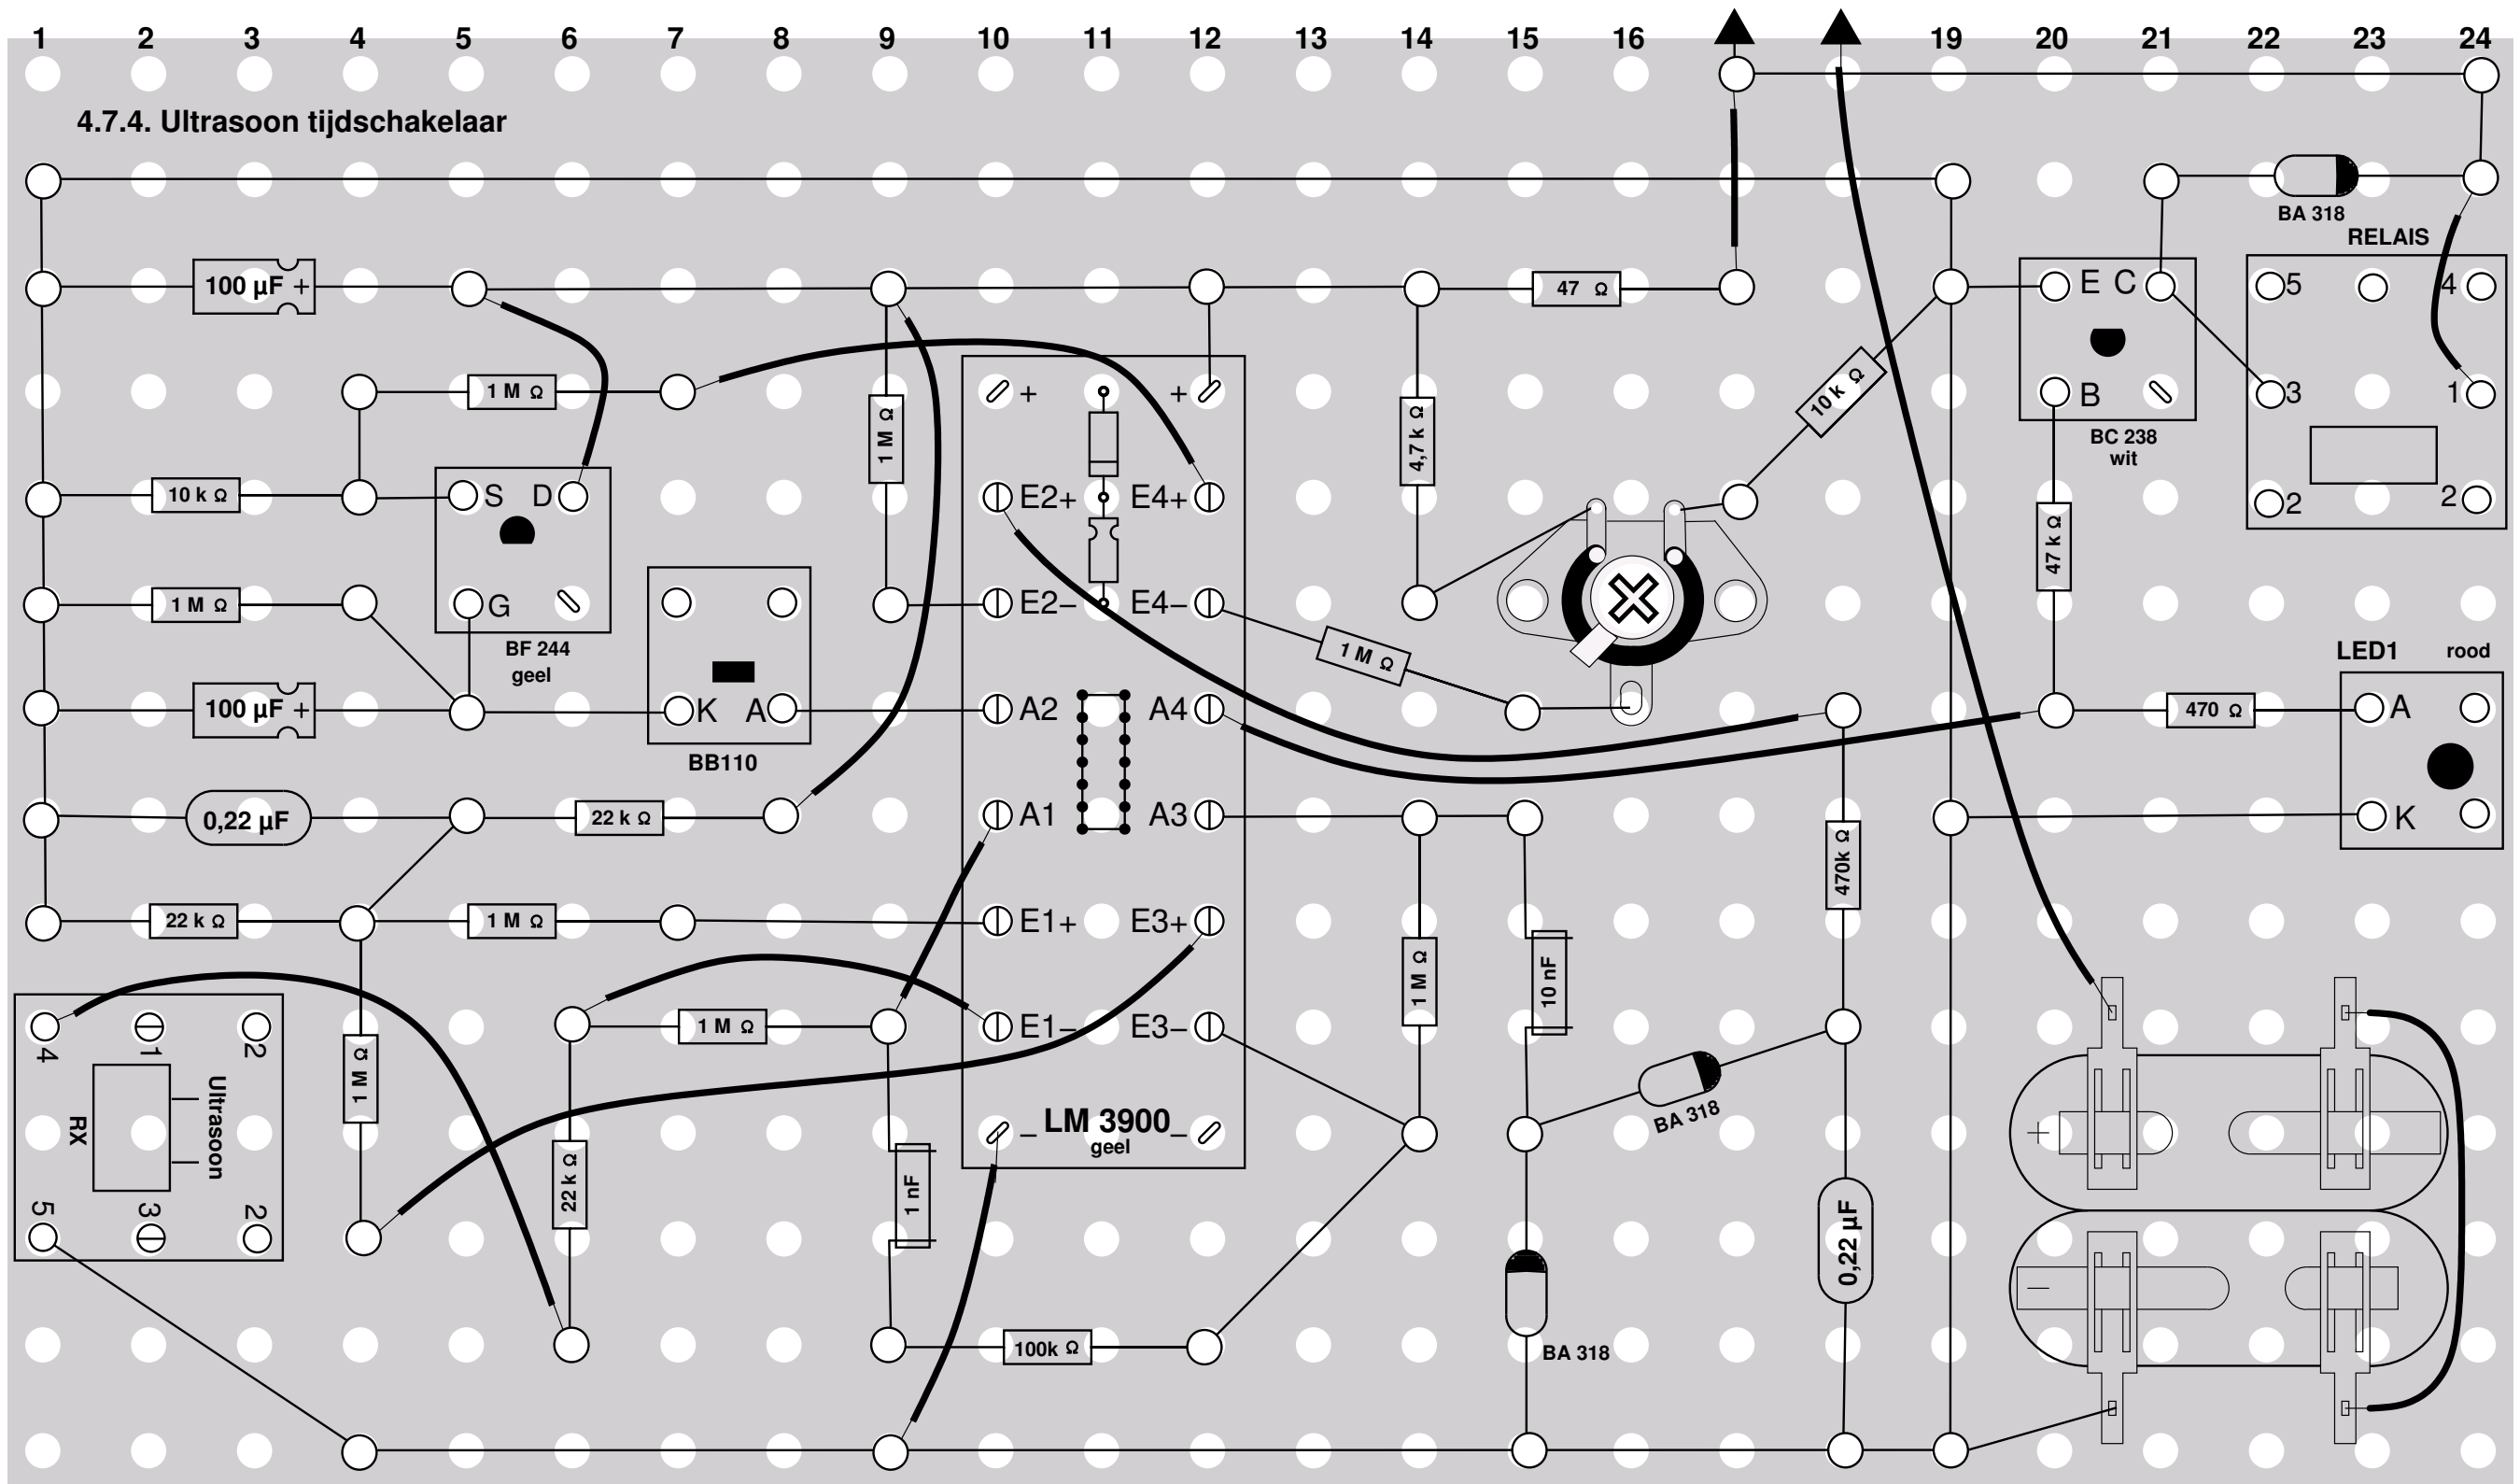 1 2 3 4 5 6 7 8 9 10 11 12 13 14 15 16 19 20 21 22 23 24
4.7.4. Ultrasoon tijdschakelaar
BA 318
RELAIS
100 µF +
47 Ω
E C
5 4
1 M Ω
1 M Ω
+ +
4,7 k Ω
10 k Ω
B
3 1
BC 238
wit
10 k Ω
S D
E2+ E4+
2 2
47 k Ω
1 M Ω
G
E2– E4–
BF 244
geel
1 M Ω
LED1 rood
100 µF +
K A
A2 A4
470 Ω
A
BB110
0,22 µF
22 k Ω
A1 A3
470k Ω
K
22 k Ω
1 M Ω
E1+ E3+
1 M Ω
10 nF
4 1 2
1 M Ω
1 M Ω
E1– E3–
BA 318
Ultrasoon
RX
– LM 3900 –
geel
+
5 3 2
22 k Ω
1 nF
0,22 µF
–
100k Ω
BA 318